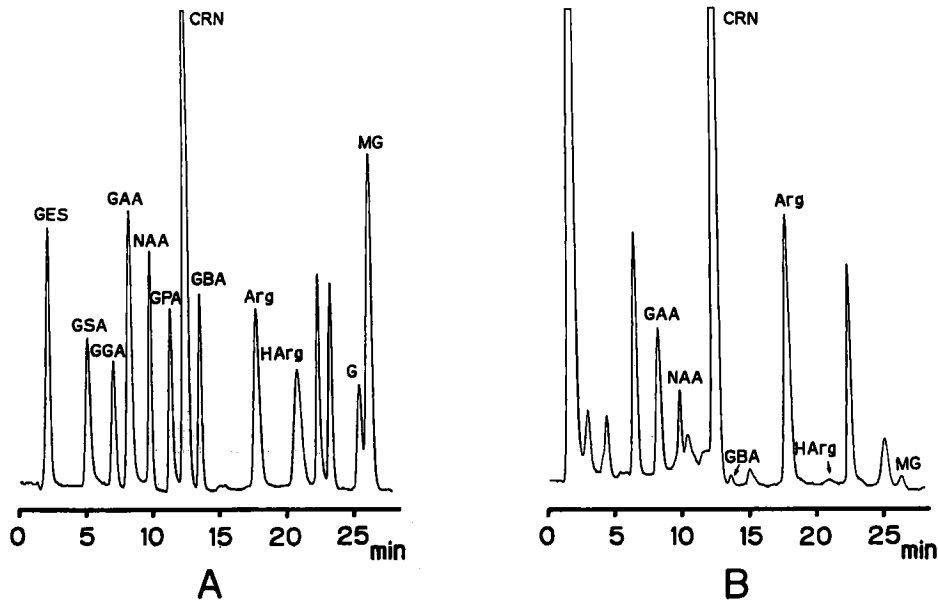 CRN
MG
GAA
GES
NAA
GPA
GBA
Arg
GSA
GGA
HArg
G
0 5 10 15 20 25 min
A
CRN
Arg
GAA
NAA
HArg
GBA
MG
0 5 10 15 20 25 min
B